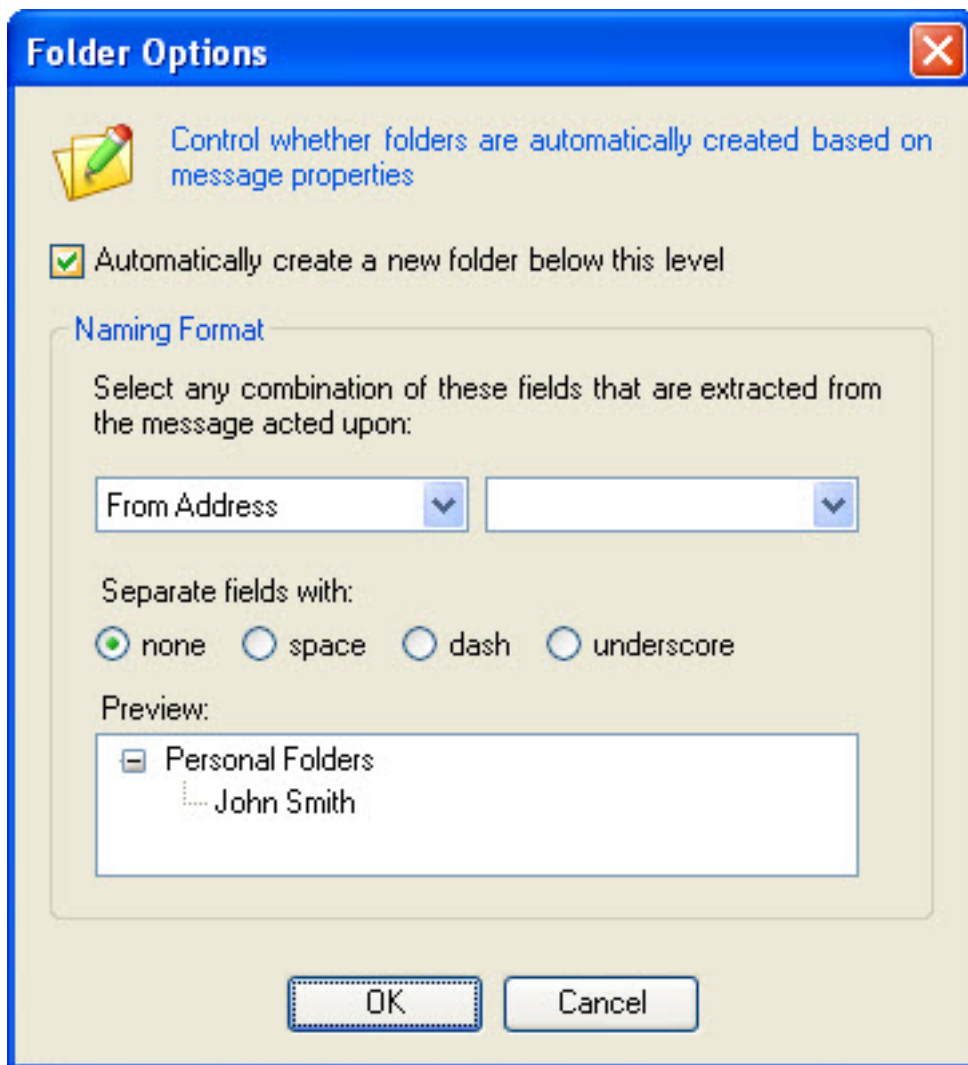 Folder Options
Control whether folders are automatically created based on
message properties
Automatically create a new folder below this level
Naming Format
Select any combination of these fields that are extracted from
the message acted upon:
From Address
Separate fields with:
none space dash underscore
Preview:
Personal Folders
John Smith
OK Cancel